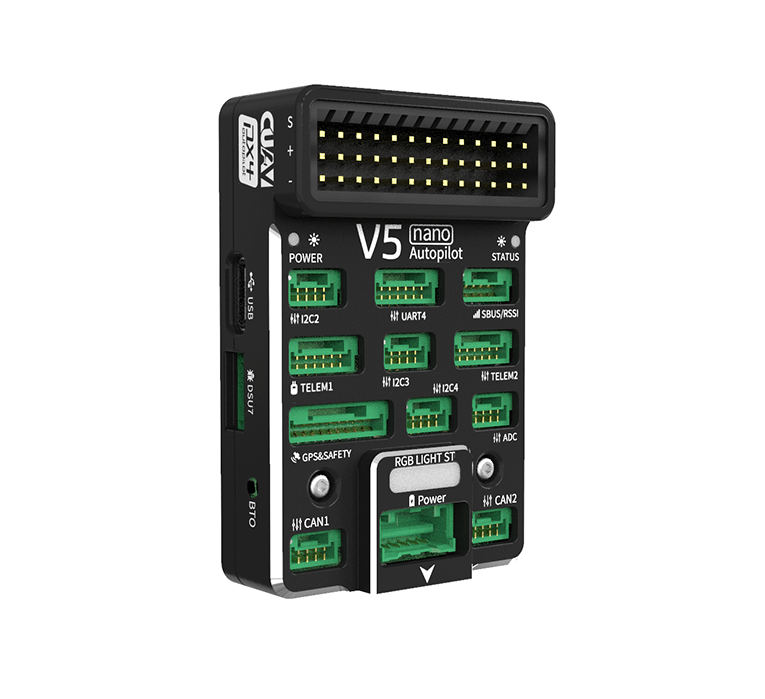 S
+
-
CUAV
px4
autopilot
V5 nano
Autopilot
POWER
STATUS
I2C2
UART4
SBUS/RSSI
USB
TELEM1
I2C3
I2C4
TELEM2
DSU7
GPS&SAFETY
ADC
RGB LIGHT ST
Power
BTO
CAN1
CAN2